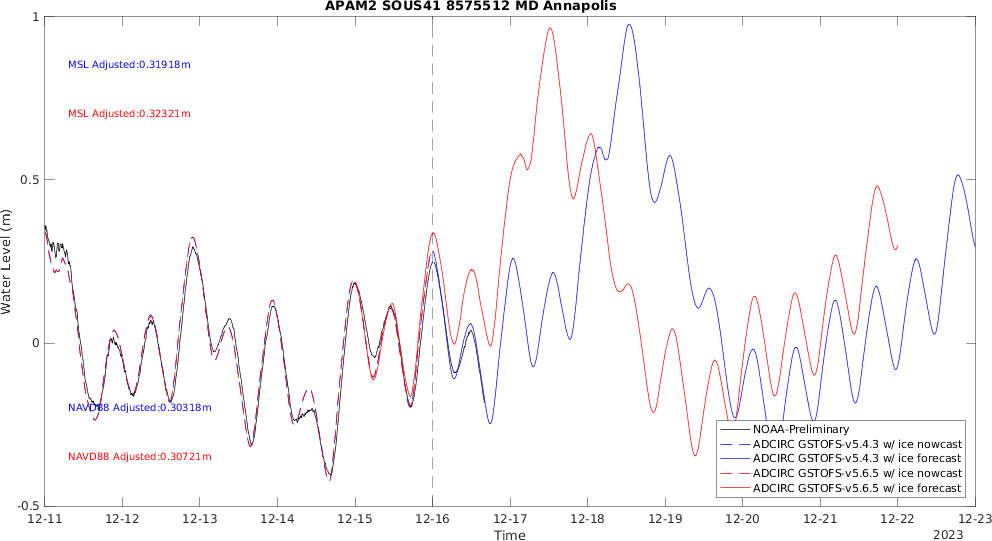 APAM2 SOUS41 8575512 MD Annapolis
1
0.5
0
-0.5
Water Level (m)
MSL Adjusted:0.31918m
MSL Adjusted:0.32321m
NAVD88 Adjusted:0.30318m
NAVD88 Adjusted:0.30721m
NOAA-Preliminary
ADCIRC GSTOFS-v5.4.3 w/ ice nowcast
ADCIRC GSTOFS-v5.4.3 w/ ice forecast
ADCIRC GSTOFS-v5.6.5 w/ ice nowcast
ADCIRC GSTOFS-v5.6.5 w/ ice forecast
12-11 12-12 12-13 12-14 12-15 12-16 12-17 12-18 12-19 12-20 12-21 12-22 12-23
Time
2023